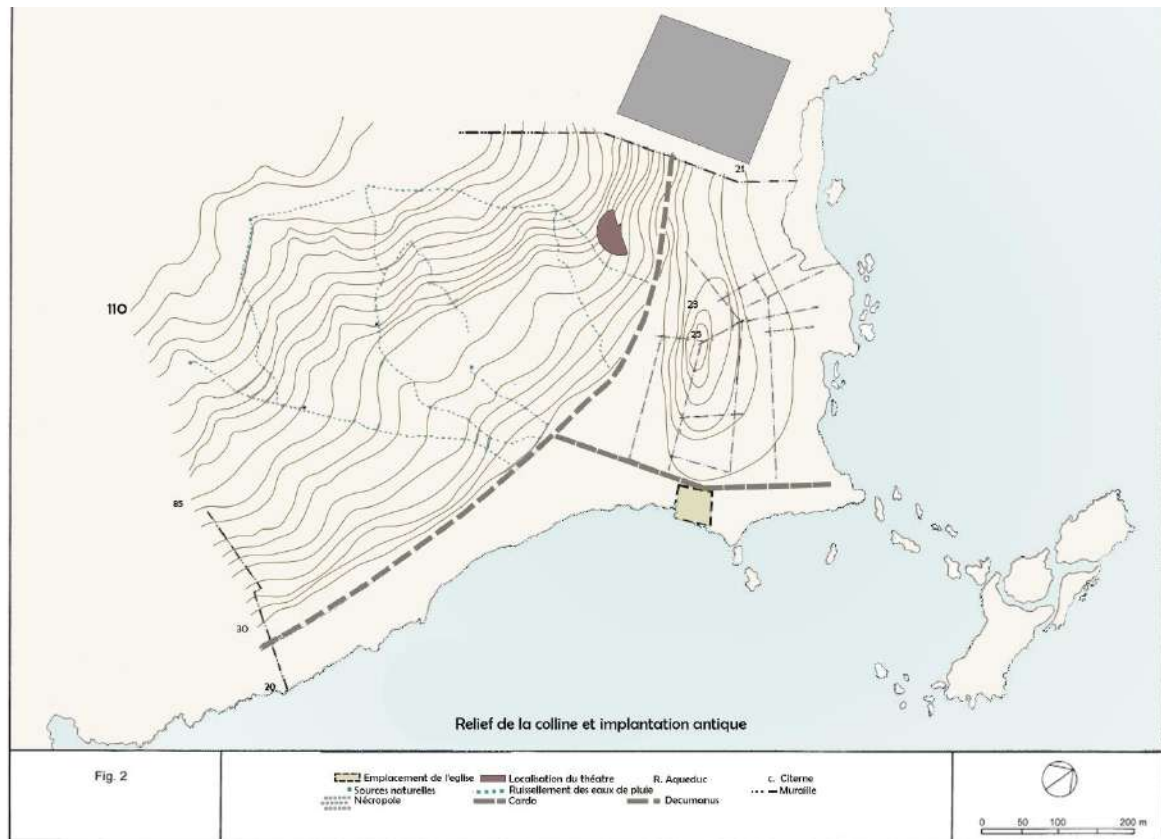 21
110
23
25
85
30
20
Relief de la colline et implantation antique
Fig. 2
Emplacement de l'eglise
Localisation du théatre
R. Aqueduc
c. Citerne
Sources naturelles
Ruissellement des eaux de pluie
Muraille
Nécropole
Cardo
Decumanus
0 50 100 200 m